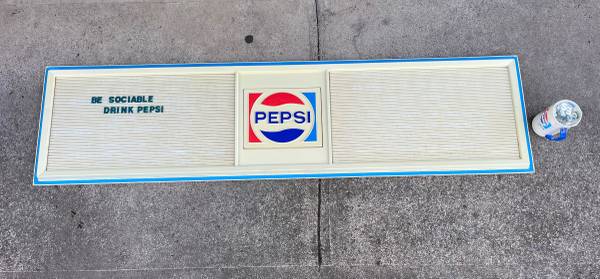 BE SOCIABLE
DRINK PEPSI
PEPSI